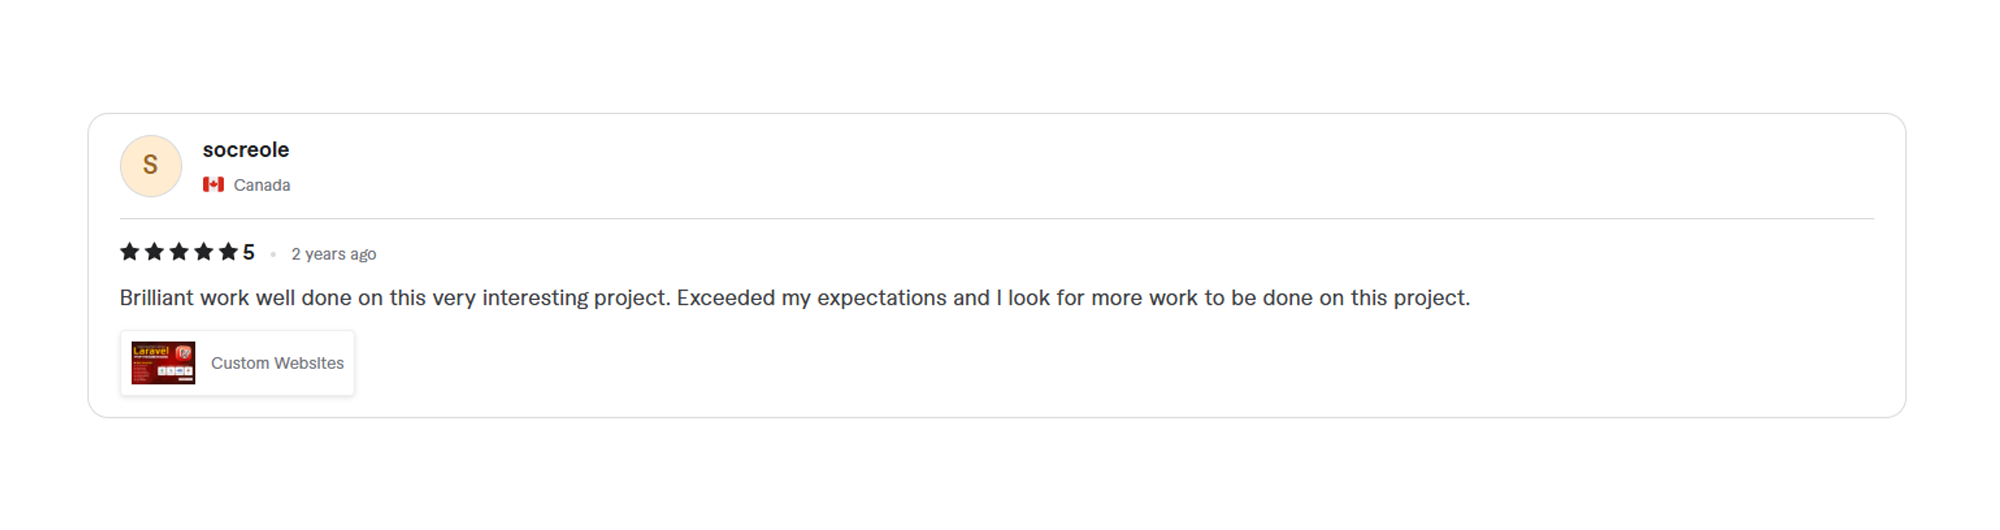 S
socreole
Canada
5 • 2 years ago
Brilliant work well done on this very interesting project. Exceeded my expectations and I look for more work to be done on this project.
Laravel
Custom WebsItes